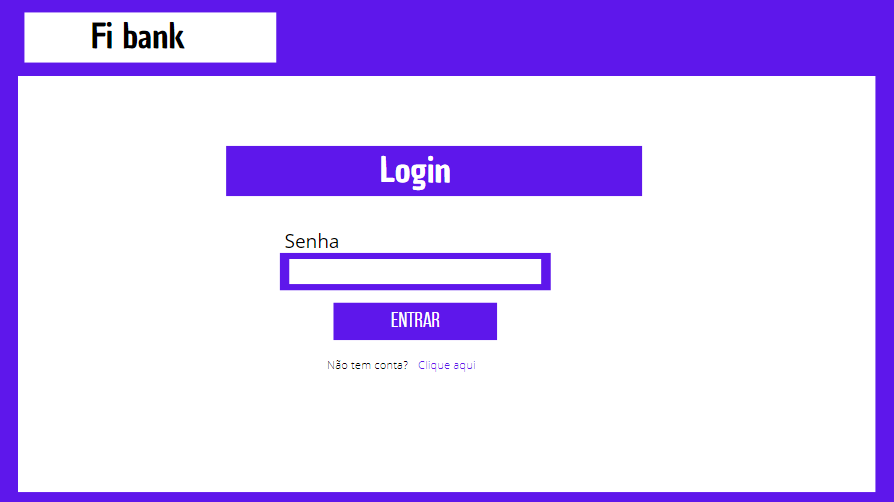 Fi bank
Login
Senha
ENTRAR
Não tem conta? Clique aqui